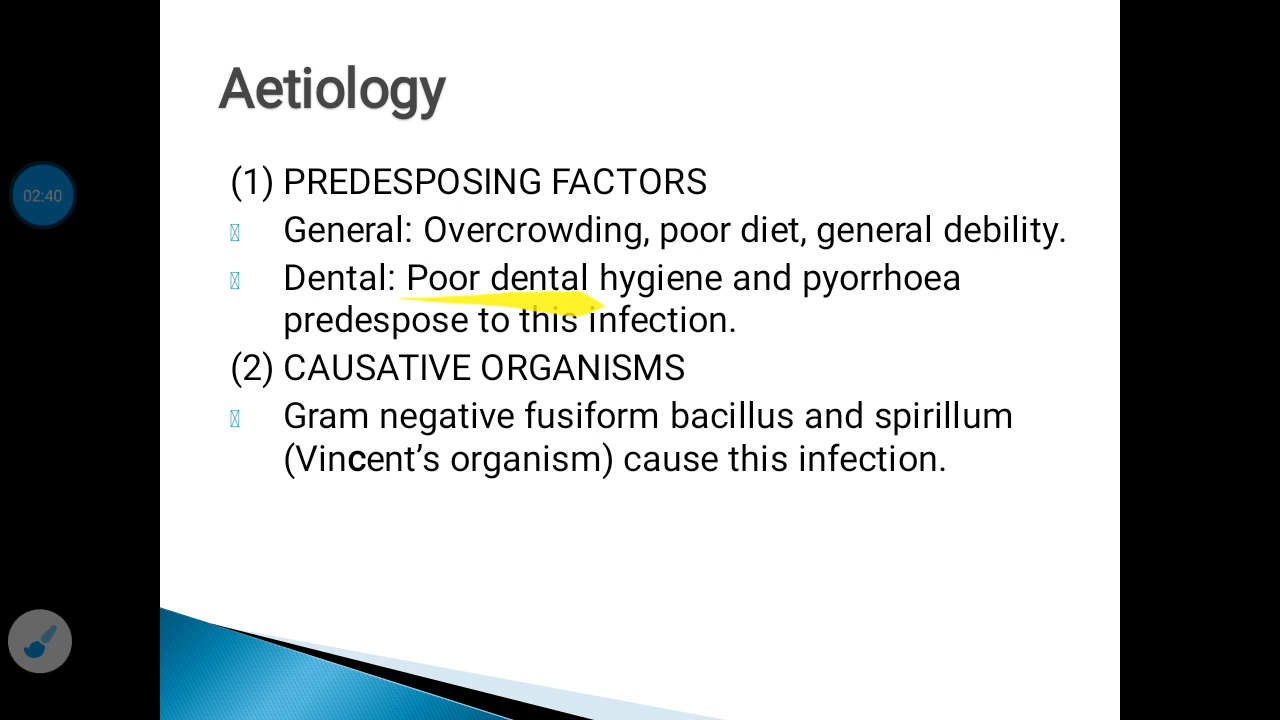 Aetiology
(1) PREDESPOSING FACTORS
General: Overcrowding, poor diet, general debility.
02:40
Dental: Poor dental hygiene and pyorrhoea
predespose to this infection.
(2) CAUSATIVE ORGANISMS
Gram negative fusiform bacillus and spirillum
(Vincent’s organism) cause this infection.